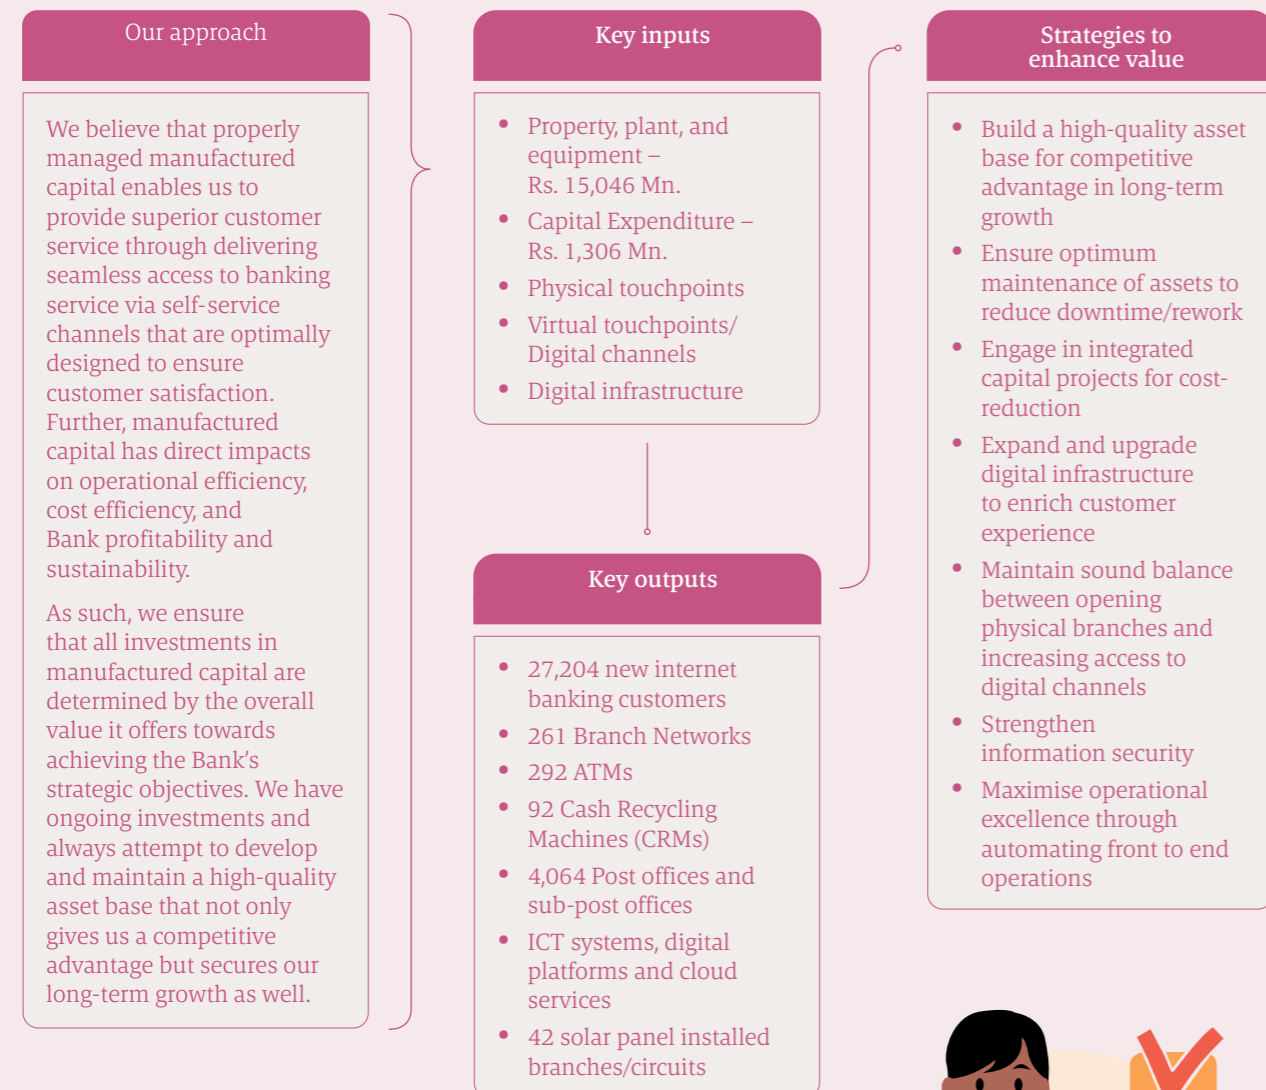 Our approach
We believe that properly
managed manufactured
capital enables us to
provide superior customer
service through delivering
seamless access to banking
service via self-service
channels that are optimally
designed to ensure
customer satisfaction.
Further, manufactured
capital has direct impacts
on operational efficiency,
cost efficiency, and
Bank profitability and
sustainability.
As such, we ensure
that all investments in
manufactured capital are
determined by the overall
value it offers towards
achieving the Bank's
strategic objectives. We have
ongoing investments and
always attempt to develop
and maintain a high-quality
asset base that not only
gives us a competitive
advantage but secures our
long-term growth as well.
Key inputs
• Property, plant, and
equipment –
Rs. 15,046 Mn.
• Capital Expenditure –
Rs. 1,306 Mn.
• Physical touchpoints
• Virtual touchpoints/
Digital channels
• Digital infrastructure
Key outputs
• 27,204 new internet
banking customers
• 261 Branch Networks
• 292 ATMs
• 92 Cash Recycling
Machines (CRMs)
• 4,064 Post offices and
sub-post offices
• ICT systems, digital
platforms and cloud
services
• 42 solar panel installed
branches/circuits
Strategies to
enhance value
• Build a high-quality asset
base for competitive
advantage in long-term
growth
• Ensure optimum
maintenance of assets to
reduce downtime/rework
• Engage in integrated
capital projects for cost-
reduction
• Expand and upgrade
digital infrastructure
to enrich customer
experience
• Maintain sound balance
between opening
physical branches and
increasing access to
digital channels
• Strengthen
information security
• Maximise operational
excellence through
automating front to end
operations